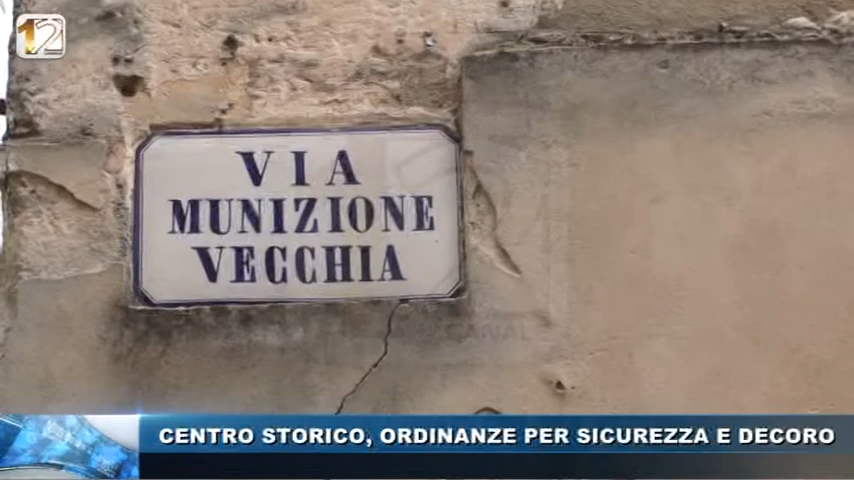 12
VIA
MUNIZIONE
VECCHIA
CENTRO STORICO, ORDINANZE PER SICUREZZA E DECORO